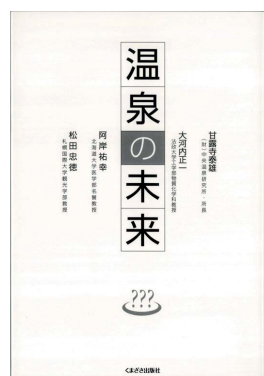 温泉の未来
甘露寺泰雄
(財)中央温泉研究所・所長
大河内正一
法政大学工学部物質化学科教授
阿岸祐幸
北海道大学医学部名誉教授
松田忠徳
札幌国際大学観光学部教授
???
くまざさ出版社